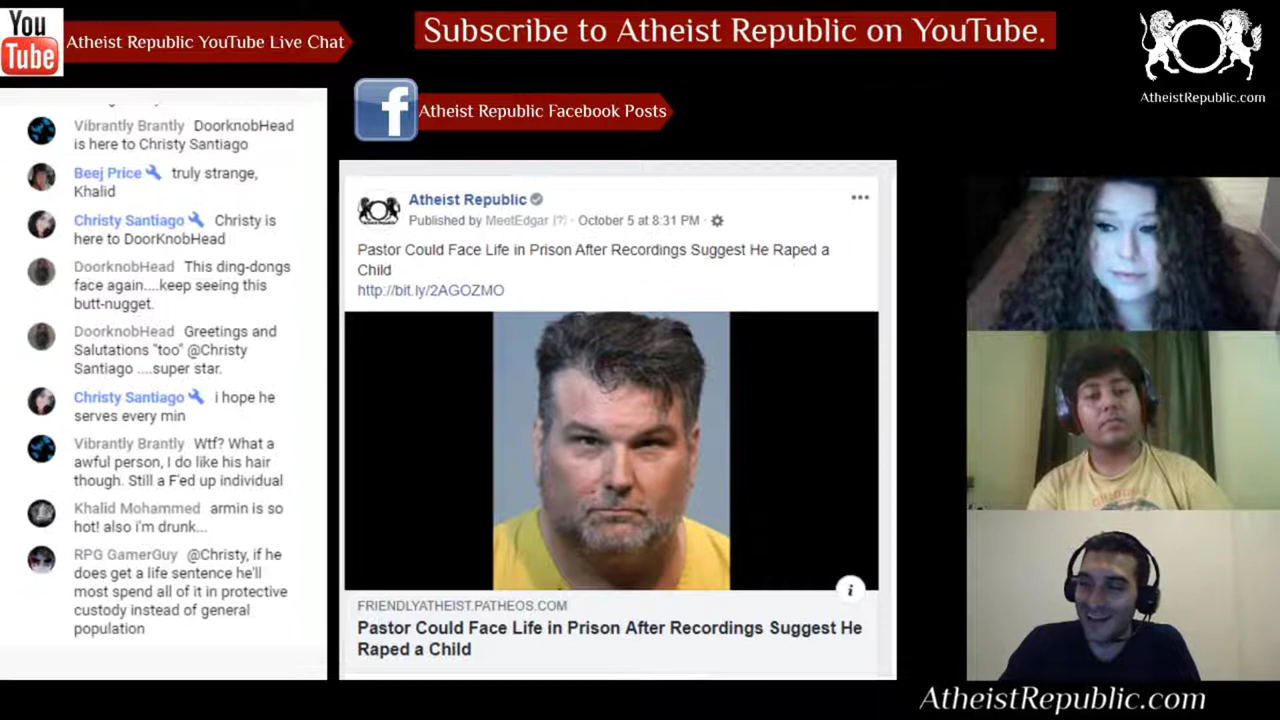 You
Tube
Atheist Republic YouTube Live Chat
Subscribe to Atheist Republic on YouTube.
AtheistRepublic.com
f
Atheist Republic Facebook Posts
Vibrantly Brantly DoorknobHead
is here to Christy Santiago
Beej Price truly strange,
Khalid
Christy Santiago Christy is
here to DoorKnobHead
DoorknobHead This ding-dongs
face again....keep seeing this
butt-nugget.
DoorknobHead Greetings and
Salutations "too" @Christy
Santiago ....super star.
Christy Santiago i hope he
serves every min
Vibrantly Brantly Wtf? What a
awful person, I do like his hair
though. Still a F'ed up individual
Khalid Mohammed armin is so
hot! also i'm drunk...
RPG GamerGuy @Christy, if he
does get a life sentence he'll
most spend all of it in protective
custody instead of general
population
Atheist Republic
Published by MeetEdgar [?] · October 5 at 8:31 PM ·
Pastor Could Face Life in Prison After Recordings Suggest He Raped a
Child
http://bit.ly/2AGOZMO
i
FRIENDLYATHEIST.PATHEOS.COM
Pastor Could Face Life in Prison After Recordings Suggest He
Raped a Child
AtheistRepublic.com